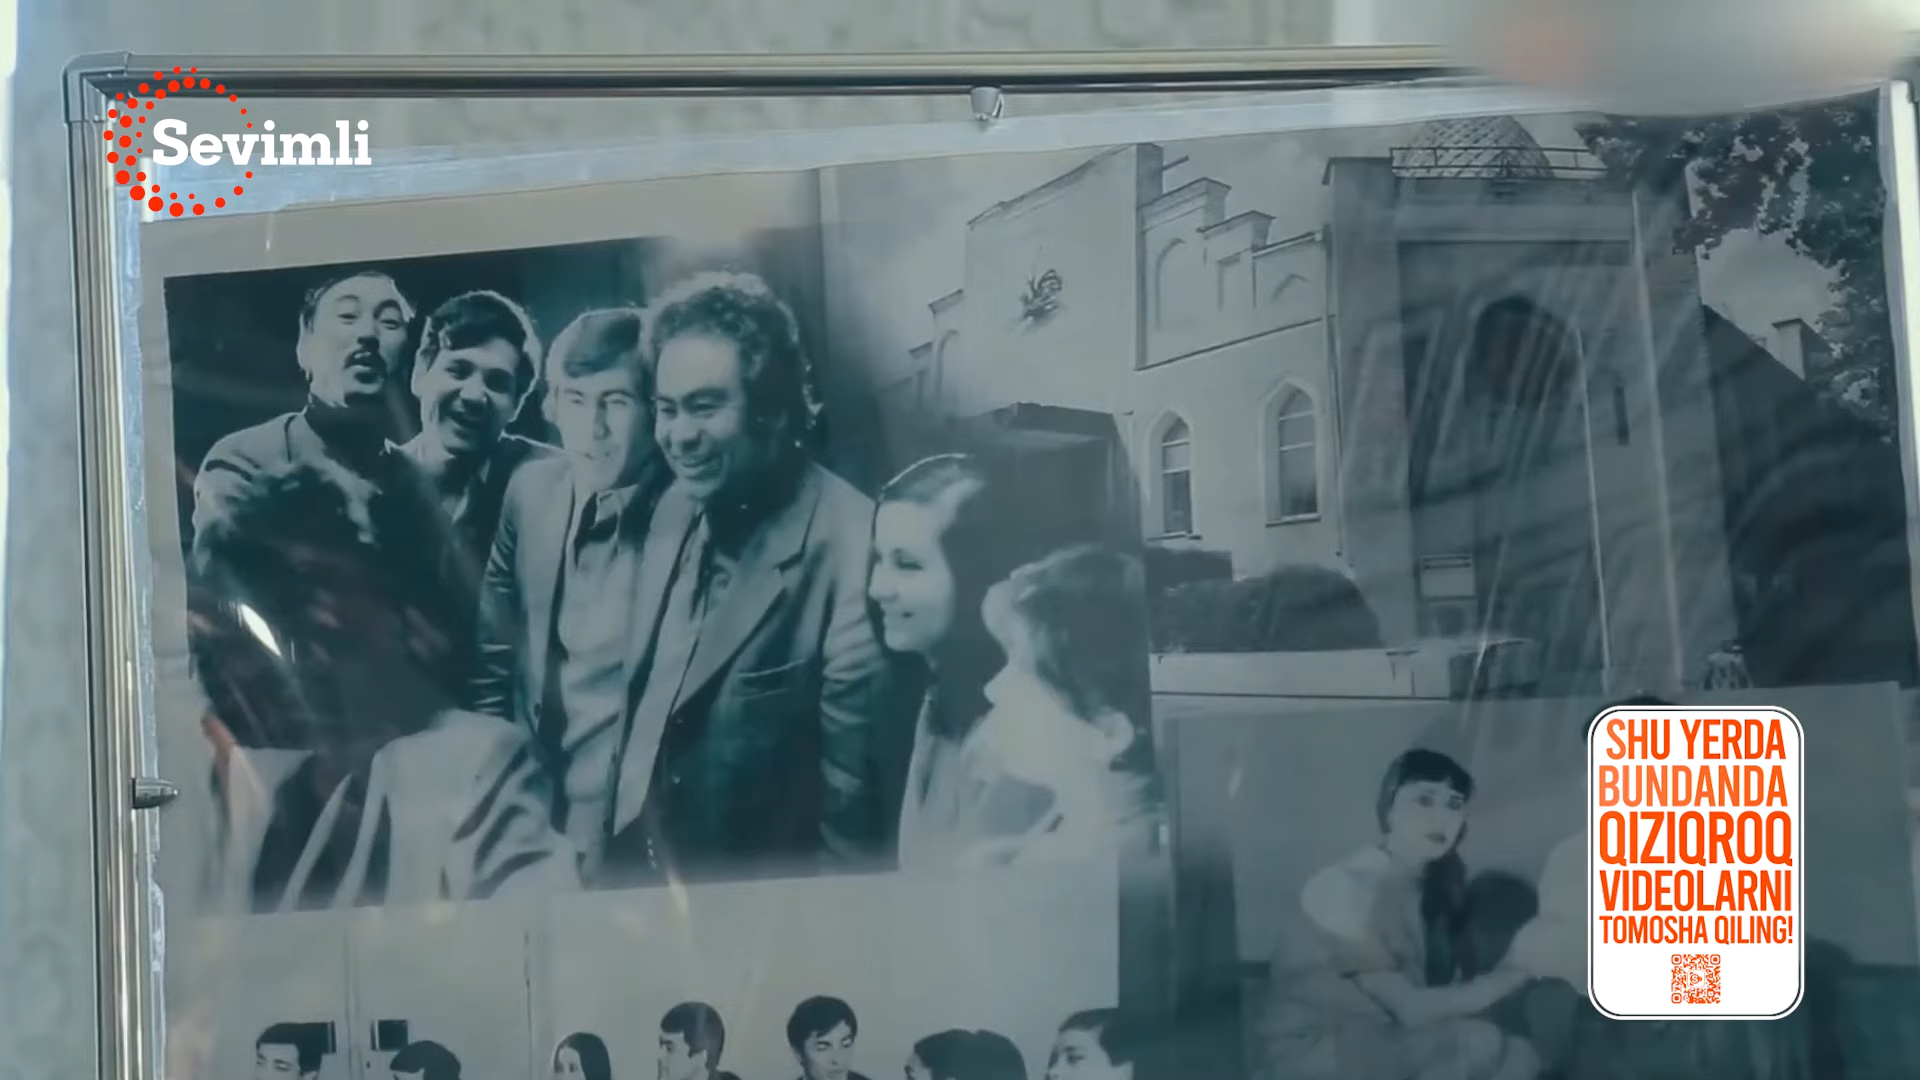 Sevimli
SHU YERDA
BUNDANDA
QIZIQROQ
VIDEOLARNI
TOMOSHA QILING!